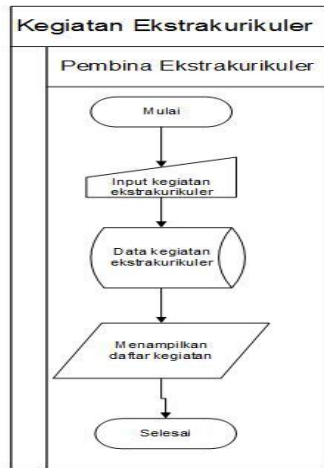 Kegiatan Ekstrakurikuler
Pembina Ekstrakurikuler
Mulai
Input kegiatan
ekstrakurikuler
Data kegiatan
ekstrakurikuler
Menampilkan
daftar kegiatan
Selesai